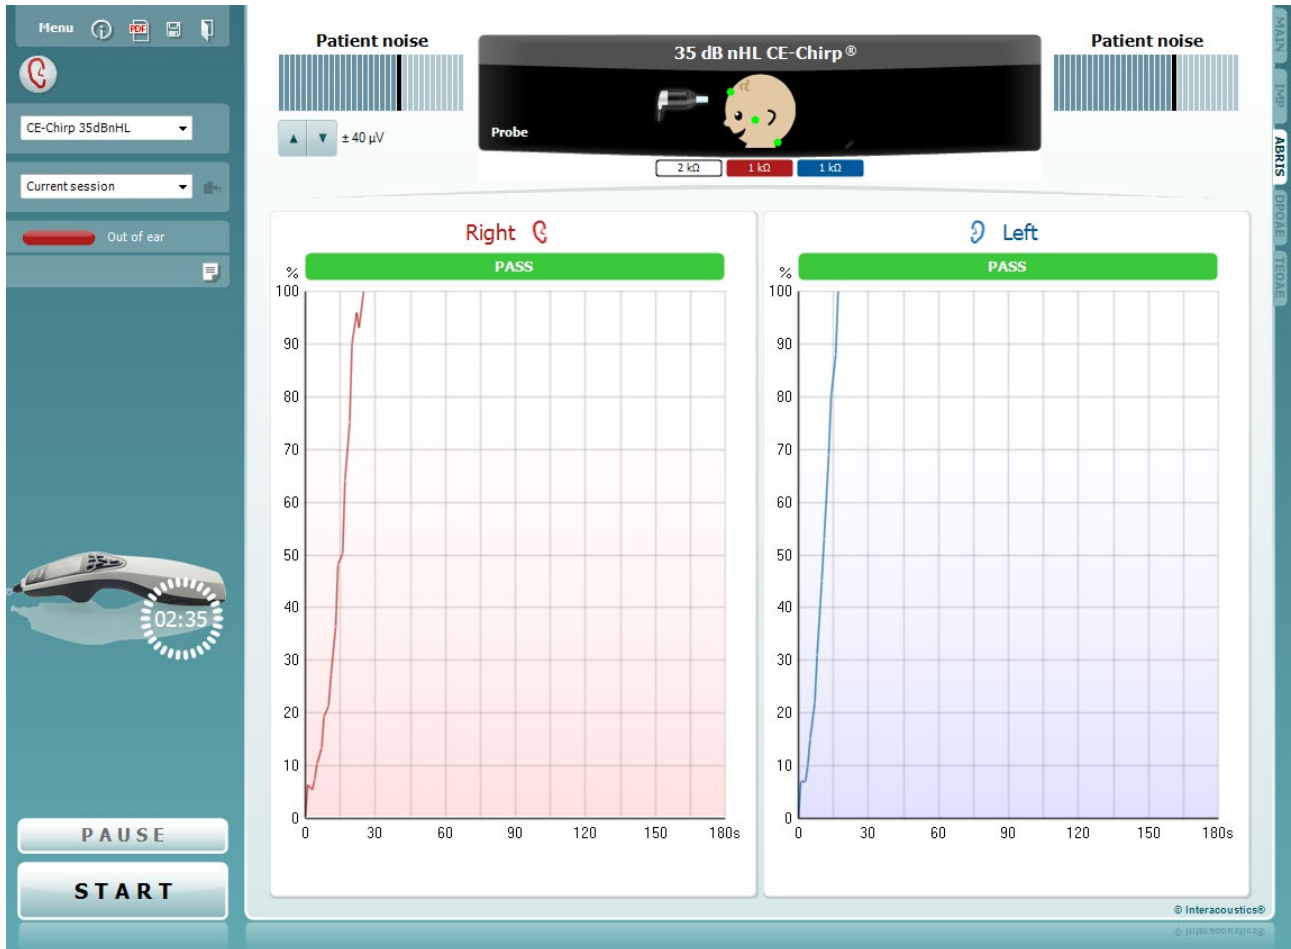 Menu
PDF
CE-Chirp 35dBnHL
Current session
Out of ear
02:35
PAUSE
START
Patient noise
± 40 µV
35 dB nHL CE-Chirp®
Probe
2 kΩ 1 kΩ 1 kΩ
Patient noise
MAIN
IMP
ABRIS
DPOAE
TEOAE
Right
PASS
%
100
90
80
70
60
50
40
30
20
10
0
0 30 60 90 120 150 180s
Left
PASS
%
100
90
80
70
60
50
40
30
20
10
0
0 30 60 90 120 150 180s
© Interacoustics®